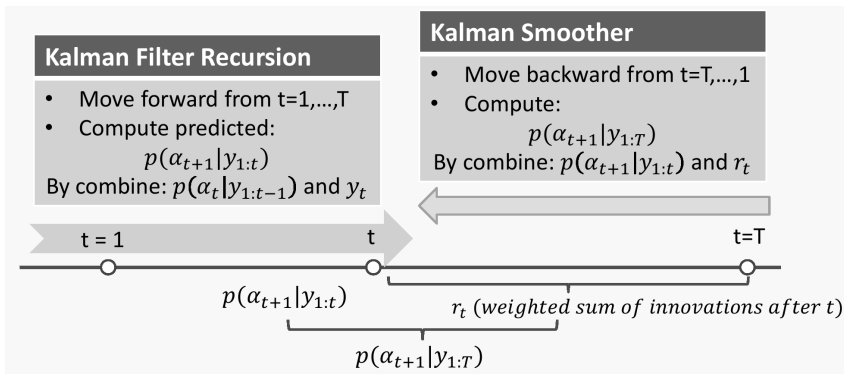 Kalman Filter Recursion
• Move forward from t=1,…,T
• Compute predicted:
p(α_{t+1}|y_{1:t})
By combine: p(α_t|y_{1:t−1}) and y_t
Kalman Smoother
• Move backward from t=T,…,1
• Compute:
p(α_{t+1}|y_{1:T})
By combine: p(α_{t+1}|y_{1:t}) and r_t
t = 1
t
t=T
p(α_{t+1}|y_{1:t})
r_t (weighted sum of innovations after t)
p(α_{t+1}|y_{1:T})